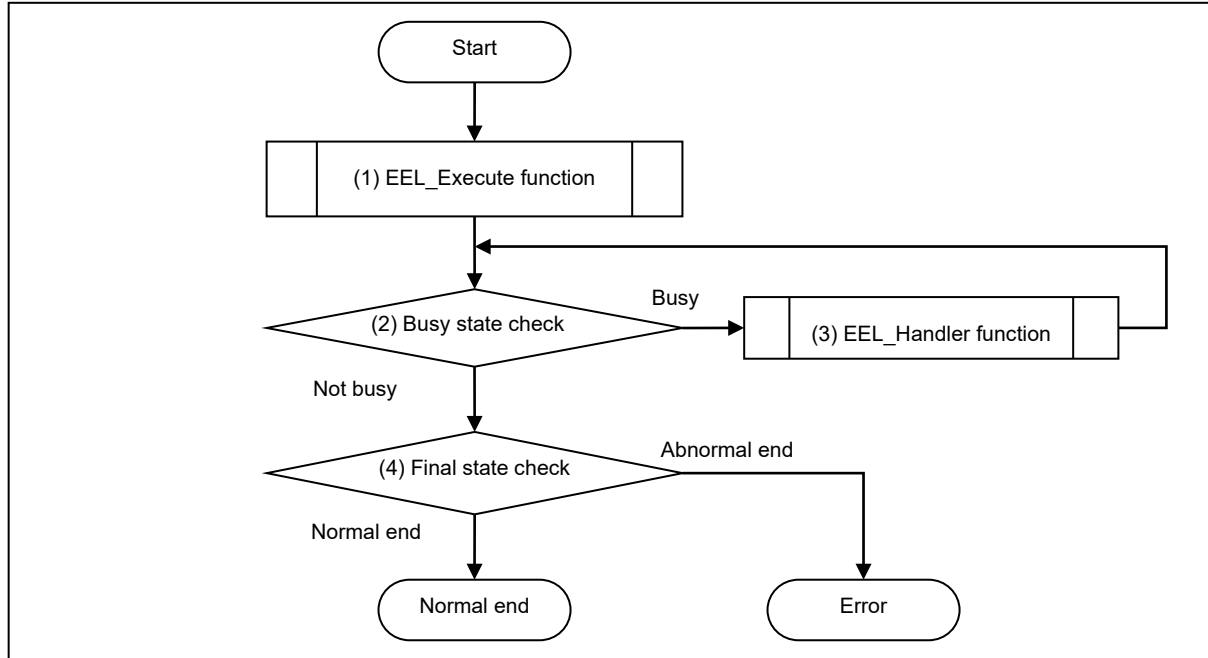 Start
(1) EEL_Execute function
Busy
(2) Busy state check
(3) EEL_Handler function
Not busy
Abnormal end
(4) Final state check
Normal end
Normal end
Error